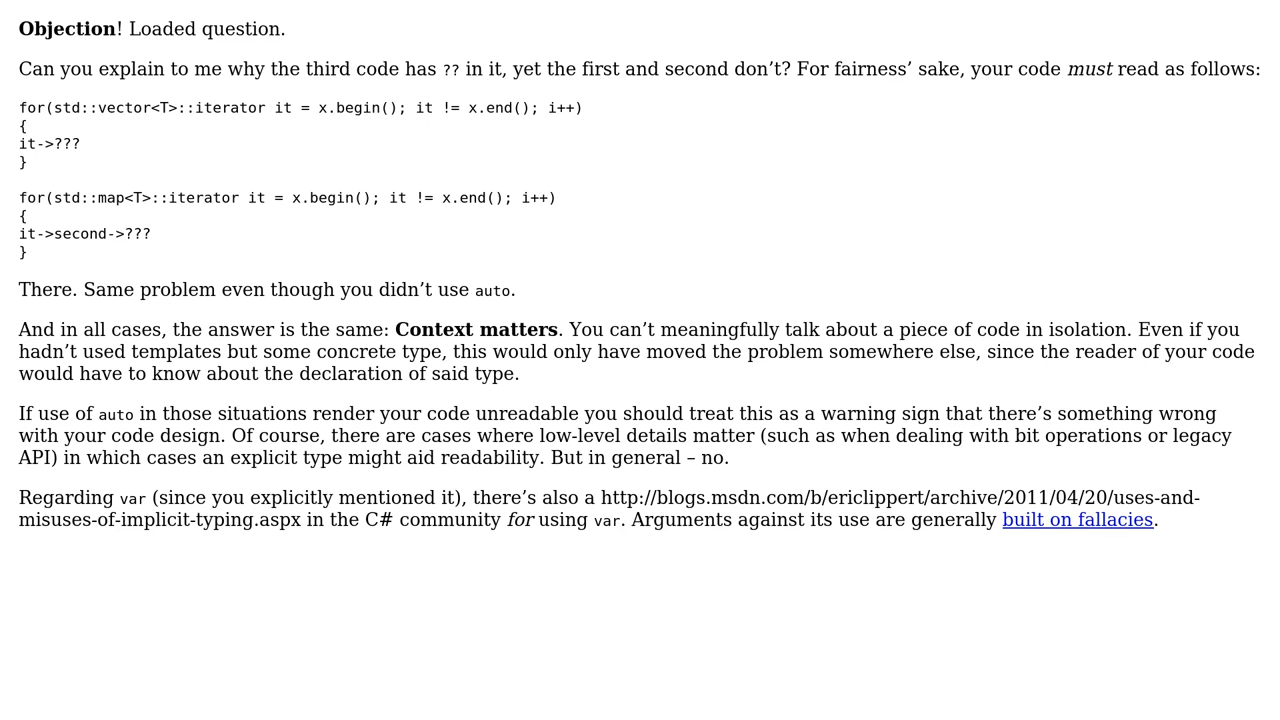 Objection! Loaded question.
Can you explain to me why the third code has ?? in it, yet the first and second don’t? For fairness’ sake, your code must read as follows:
for(std::vector<T>::iterator it = x.begin(); it != x.end(); i++)
{
it->???
}
for(std::map<T>::iterator it = x.begin(); it != x.end(); i++)
{
it->second->???
}
There. Same problem even though you didn’t use auto.
And in all cases, the answer is the same: Context matters. You can’t meaningfully talk about a piece of code in isolation. Even if you
hadn’t used templates but some concrete type, this would only have moved the problem somewhere else, since the reader of your code
would have to know about the declaration of said type.
If use of auto in those situations render your code unreadable you should treat this as a warning sign that there’s something wrong
with your code design. Of course, there are cases where low-level details matter (such as when dealing with bit operations or legacy
API) in which cases an explicit type might aid readability. But in general – no.
Regarding var (since you explicitly mentioned it), there’s also a http://blogs.msdn.com/b/ericlippert/archive/2011/04/20/uses-and-
misuses-of-implicit-typing.aspx in the C# community for using var. Arguments against its use are generally built on fallacies.